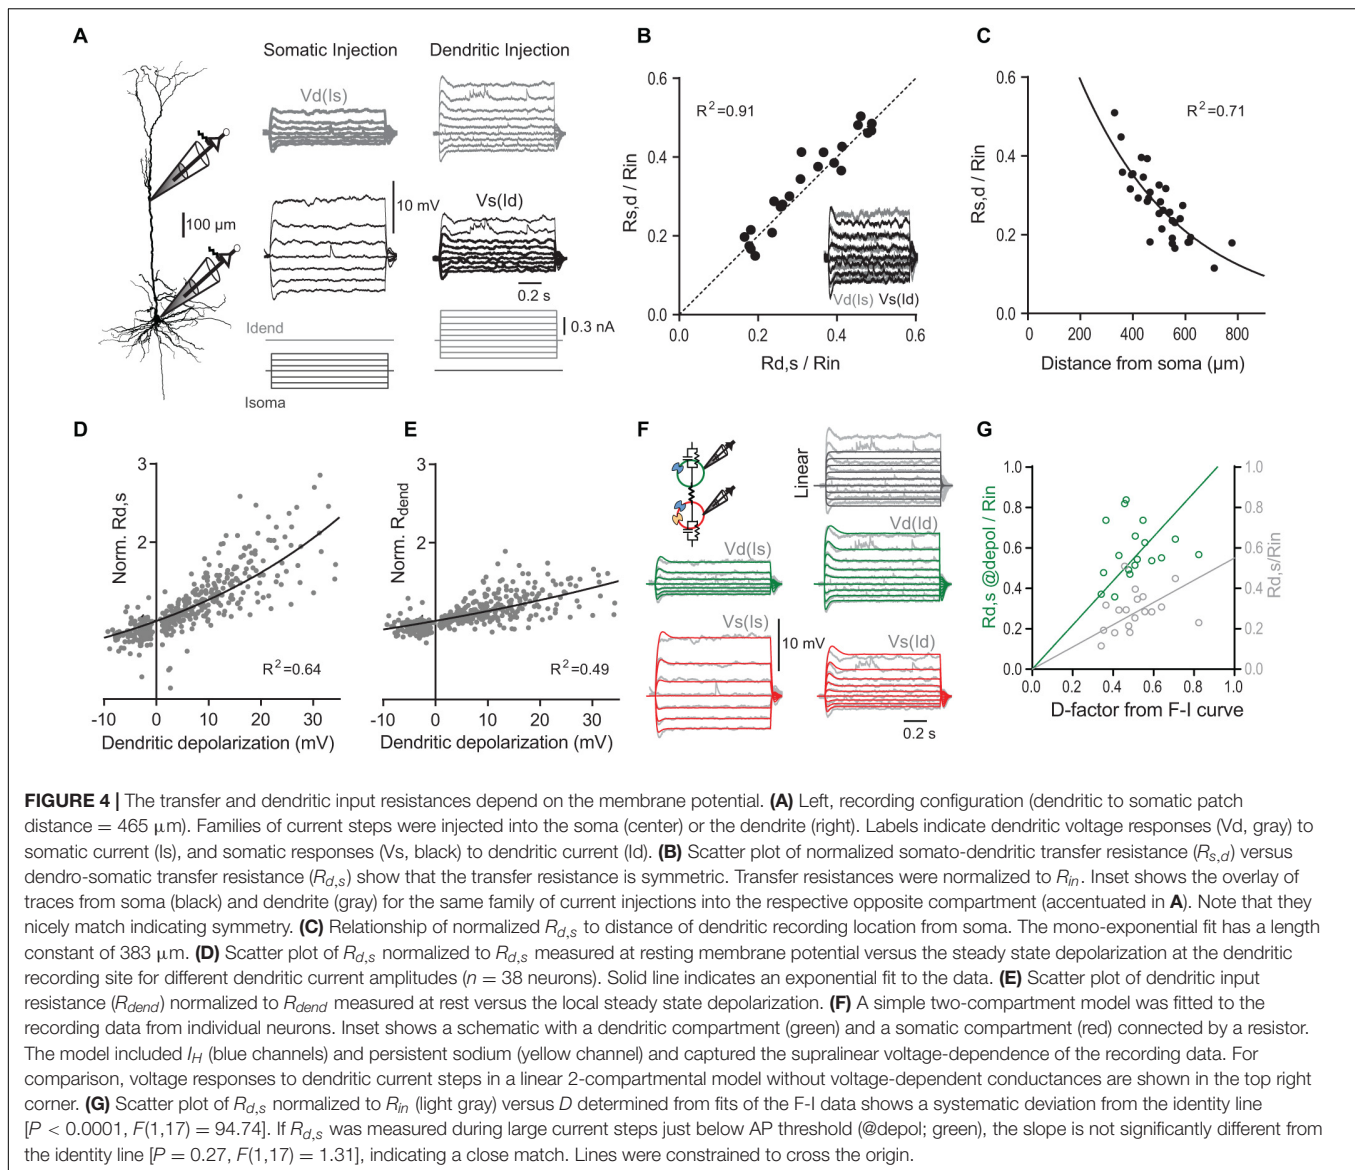 A
Somatic Injection
Dendritic Injection
Vd(Is)
10 mV
Vs(Id)
100 µm
0.2 s
Idend
0.3 nA
Isoma
B
0.6
R²=0.91
Rs,d / Rin
0.4
0.2
0.0
Vd(Is) Vs(Id)
0.0 0.2 0.4 0.6
Rd,s / Rin
C
0.6
R²=0.71
Rs,d / Rin
0.4
0.2
0.0
0 200 400 600 800
Distance from soma (µm)
D
3
Norm. Rd,s
2
R²=0.64
-10 0 10 20 30
Dendritic depolarization (mV)
E
3
Norm. Rdend
2
R²=0.49
-10 0 10 20 30
Dendritic depolarization (mV)
F
Linear
Vd(Is)
Vd(Id)
Vs(Is)
10 mV
Vs(Id)
0.2 s
G
1.0 1.0
0.8 0.8
0.6 0.6
0.4 0.4
0.2 0.2
0.0 0.0
Rd,s @depol / Rin
Rd,s/Rin
0.0 0.2 0.4 0.6 0.8 1.0
D-factor from F-I curve
FIGURE 4 | The transfer and dendritic input resistances depend on the membrane potential. (A) Left, recording configuration (dendritic to somatic patch
distance = 465 µm). Families of current steps were injected into the soma (center) or the dendrite (right). Labels indicate dendritic voltage responses (Vd, gray) to
somatic current (Is), and somatic responses (Vs, black) to dendritic current (Id). (B) Scatter plot of normalized somato-dendritic transfer resistance (Rs,d) versus
dendro-somatic transfer resistance (Rd,s) show that the transfer resistance is symmetric. Transfer resistances were normalized to Rin. Inset shows the overlay of
traces from soma (black) and dendrite (gray) for the same family of current injections into the respective opposite compartment (accentuated in A). Note that they
nicely match indicating symmetry. (C) Relationship of normalized Rd,s to distance of dendritic recording location from soma. The mono-exponential fit has a length
constant of 383 µm. (D) Scatter plot of Rd,s normalized to Rd,s measured at resting membrane potential versus the steady state depolarization at the dendritic
recording site for different dendritic current amplitudes (n = 38 neurons). Solid line indicates an exponential fit to the data. (E) Scatter plot of dendritic input
resistance (Rdend) normalized to Rdend measured at rest versus the local steady state depolarization. (F) A simple two-compartment model was fitted to the
recording data from individual neurons. Inset shows a schematic with a dendritic compartment (green) and a somatic compartment (red) connected by a resistor.
The model included IH (blue channels) and persistent sodium (yellow channel) and captured the supralinear voltage-dependence of the recording data. For
comparison, voltage responses to dendritic current steps in a linear 2-compartmental model without voltage-dependent conductances are shown in the top right
corner. (G) Scatter plot of Rd,s normalized to Rin (light gray) versus D determined from fits of the F-I data shows a systematic deviation from the identity line
[P < 0.0001, F(1,17) = 94.74]. If Rd,s was measured during large current steps just below AP threshold (@depol; green), the slope is not significantly different from
the identity line [P = 0.27, F(1,17) = 1.31], indicating a close match. Lines were constrained to cross the origin.